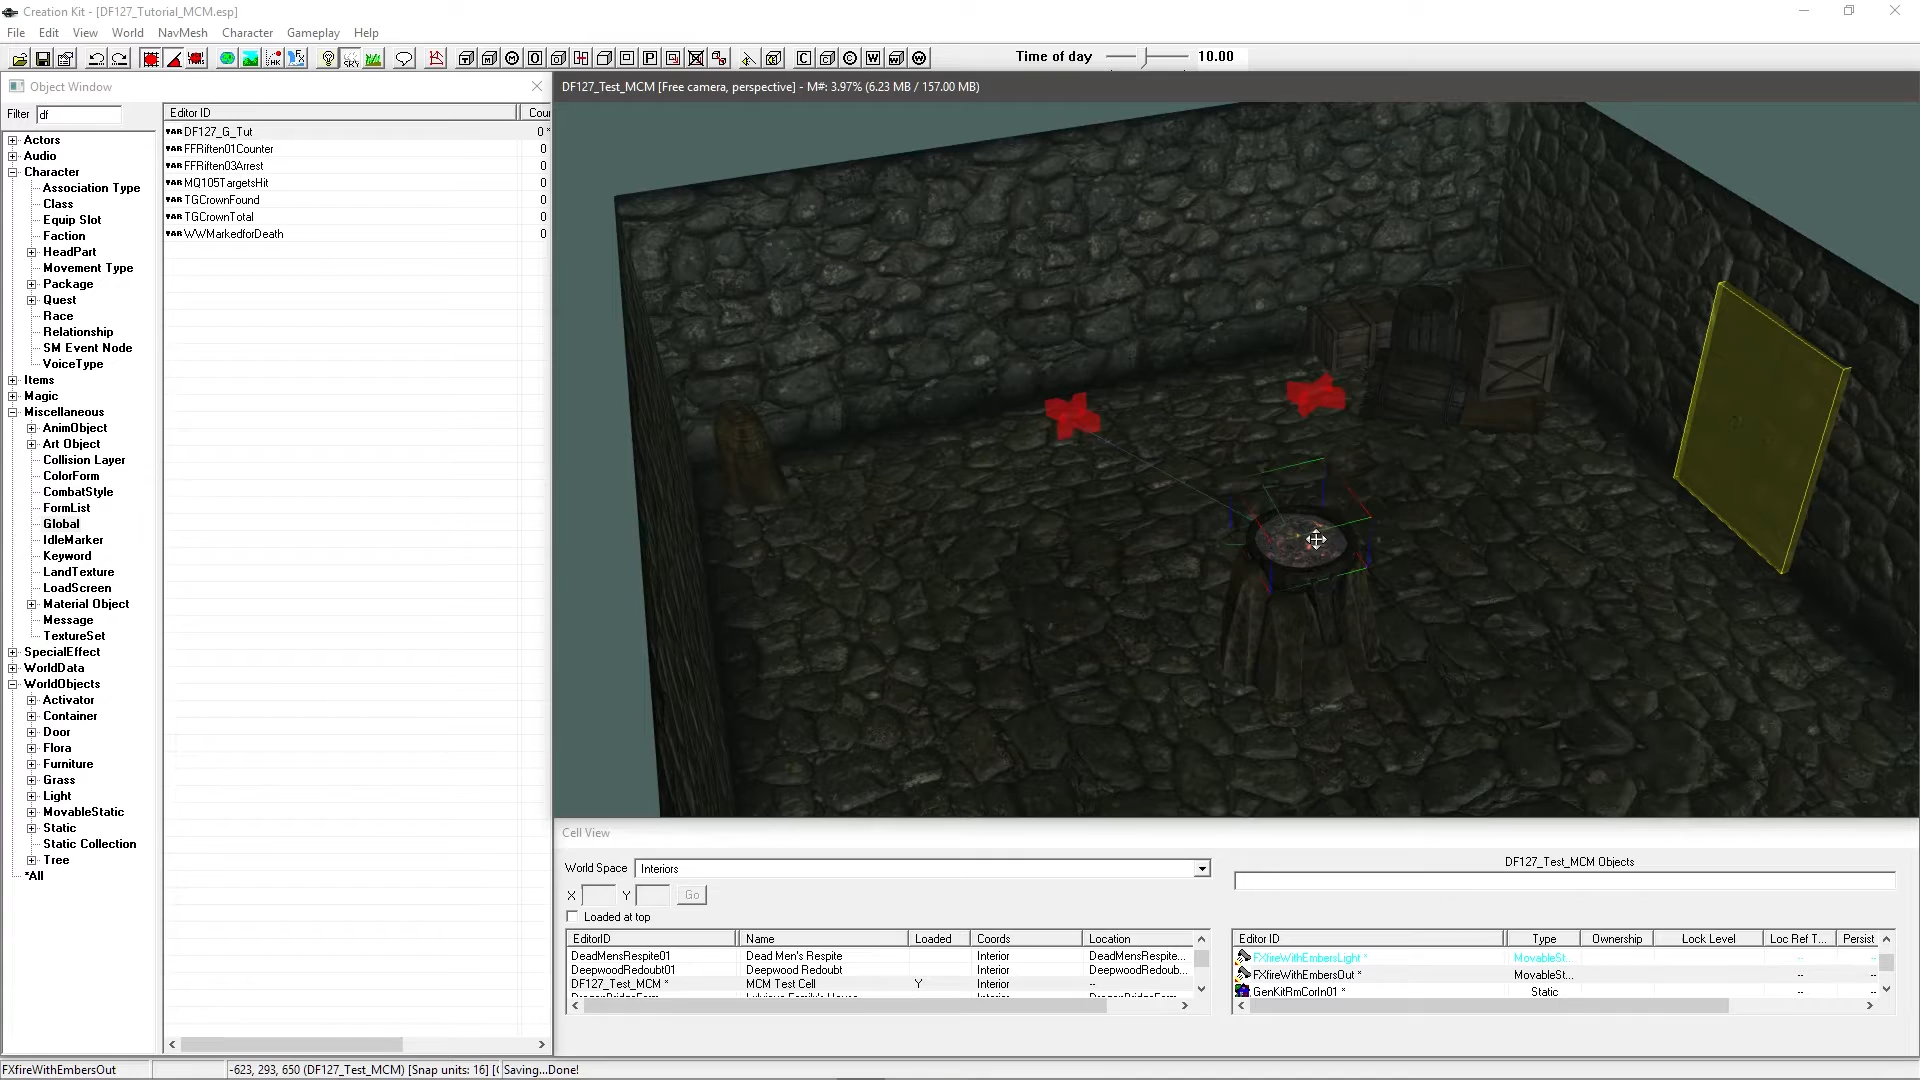 Creation Kit - [DF127_Tutorial_MCM.esp]
File Edit View World NavMesh Character Gameplay Help
Time of day 10.00
Object Window
DF127_Test_MCM [Free camera, perspective] - M#: 3.97% (6.23 MB / 157.00 MB)
Filter df
Editor ID Cour
Actors
Audio
Character
Association Type
Class
Equip Slot
Faction
HeadPart
Movement Type
Package
Quest
Race
Relationship
SM Event Node
VoiceType
Items
Magic
Miscellaneous
AnimObject
Art Object
Collision Layer
ColorForm
CombatStyle
FormList
Global
IdleMarker
Keyword
LandTexture
LoadScreen
Material Object
Message
TextureSet
SpecialEffect
WorldData
WorldObjects
Activator
Container
Door
Flora
Furniture
Grass
Light
MovableStatic
Static
Static Collection
Tree
*All
DF127_G_Tut 0 *
FFRiften01Counter 0
FFRiften03Arrest 0
MQ105TargetsHit 0
TGCrownFound 0
TGCrownTotal 0
WWMarkedforDeath 0
Cell View
World Space Interiors
X Y Go
Loaded at top
EditorID Name Loaded Coords Location
DeadMensRespite01 Dead Men's Respite Interior DeadMensRespite...
DeepwoodRedoubt01 Deepwood Redoubt Interior DeepwoodRedoub...
DF127_Test_MCM * MCM Test Cell Y Interior --
DF127_Test_MCM Objects
Editor ID Type Ownership Lock Level Loc Ref T... Persist
FXfireWithEmbersLight * MovableSt... -- --
FXfireWithEmbersOut * MovableSt... -- --
GenKitRmCorIn01 * Static -- --
FXfireWithEmbersOut -623, 293, 650 (DF127_Test_MCM) [Snap units: 16] [( Saving...Done!